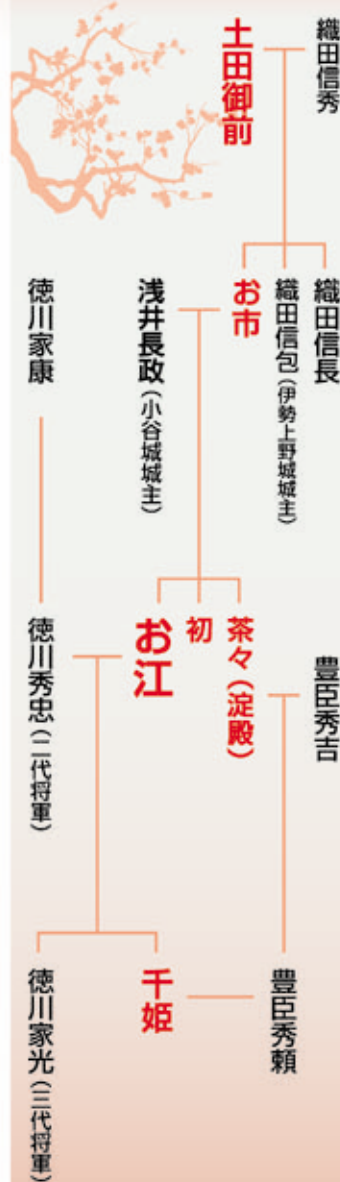 織田信秀
土田御前
織田信長
織田信包（伊勢上野城城主）
お市
浅井長政（小谷城城主）
徳川家康
豊臣秀吉
茶々（淀殿）
初
お江
徳川秀忠（二代将軍）
豊臣秀頼
千姫
徳川家光（三代将軍）